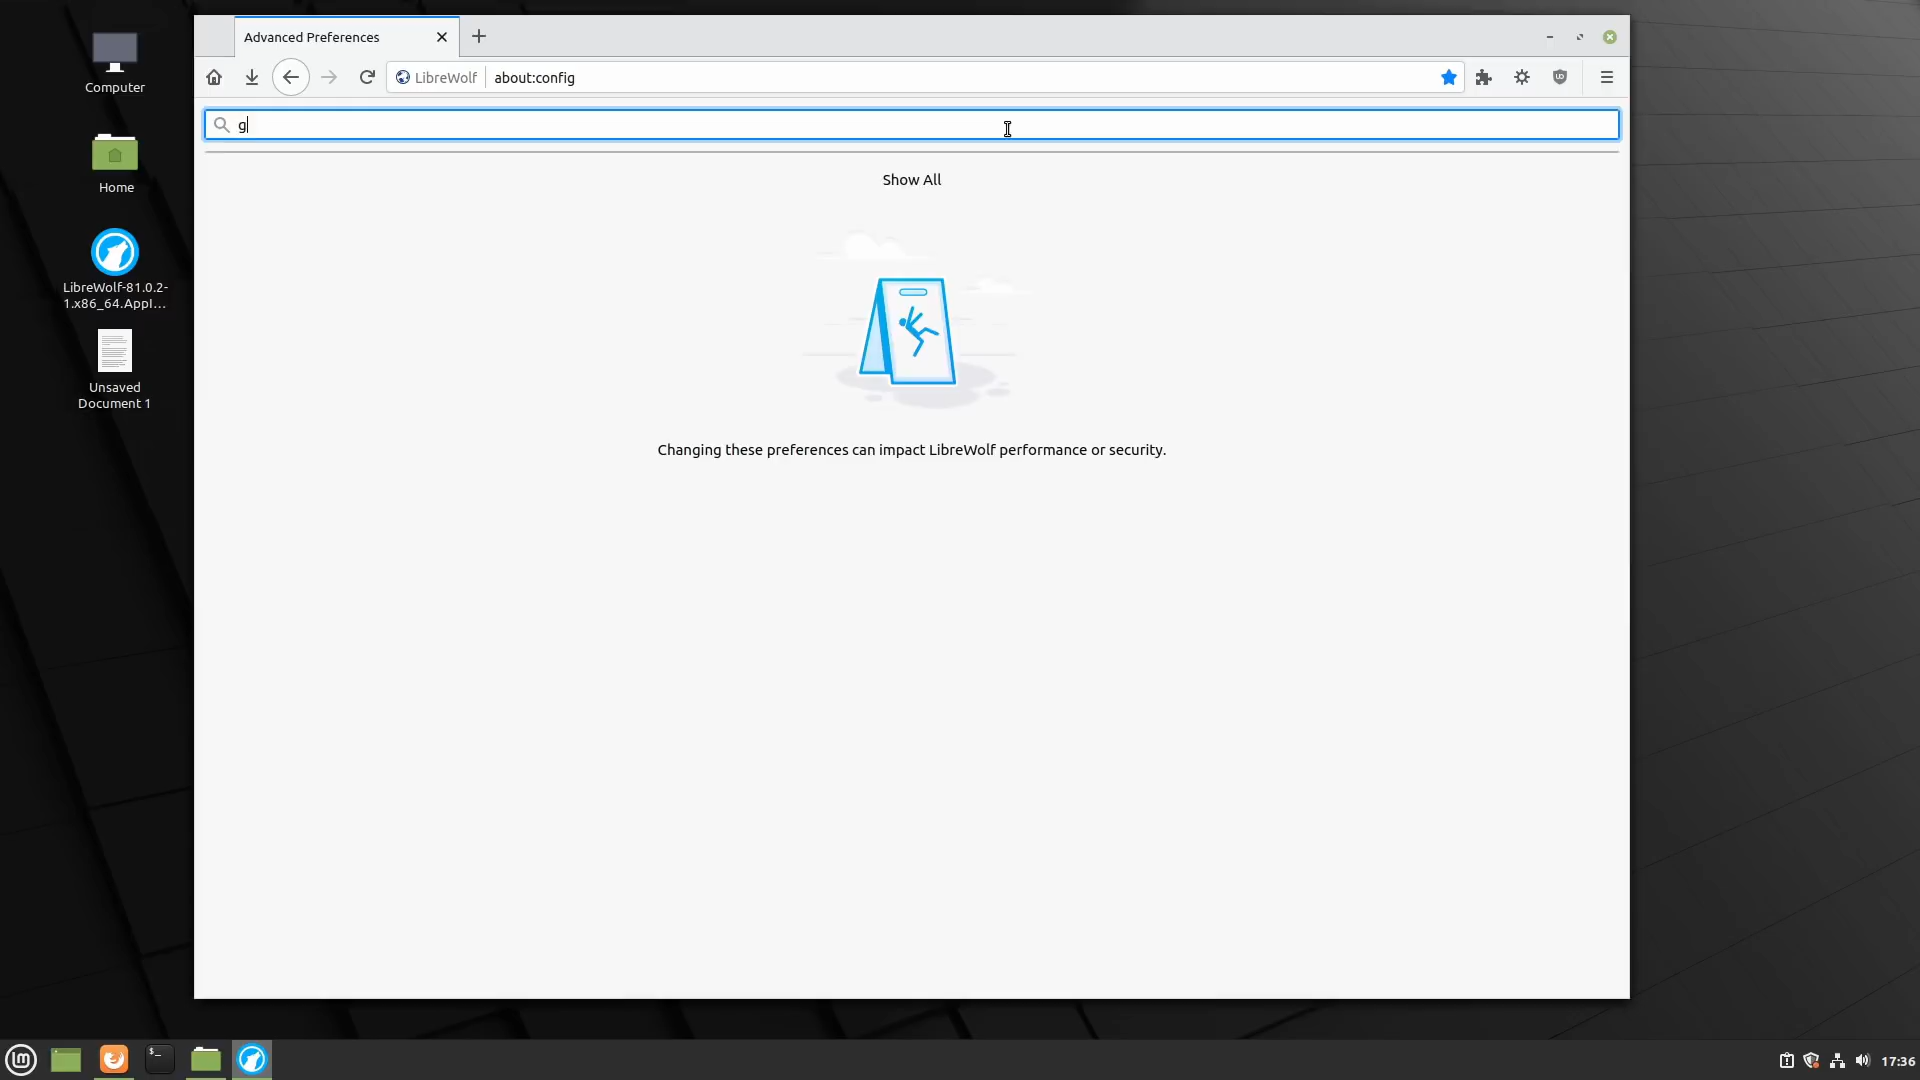 Advanced Preferences
LibreWolf
about:config
g
Show All
Changing these preferences can impact LibreWolf performance or security.
Computer
Home
LibreWolf-81.0.2-
1.x86_64.AppI...
Unsaved
Document 1
17:36